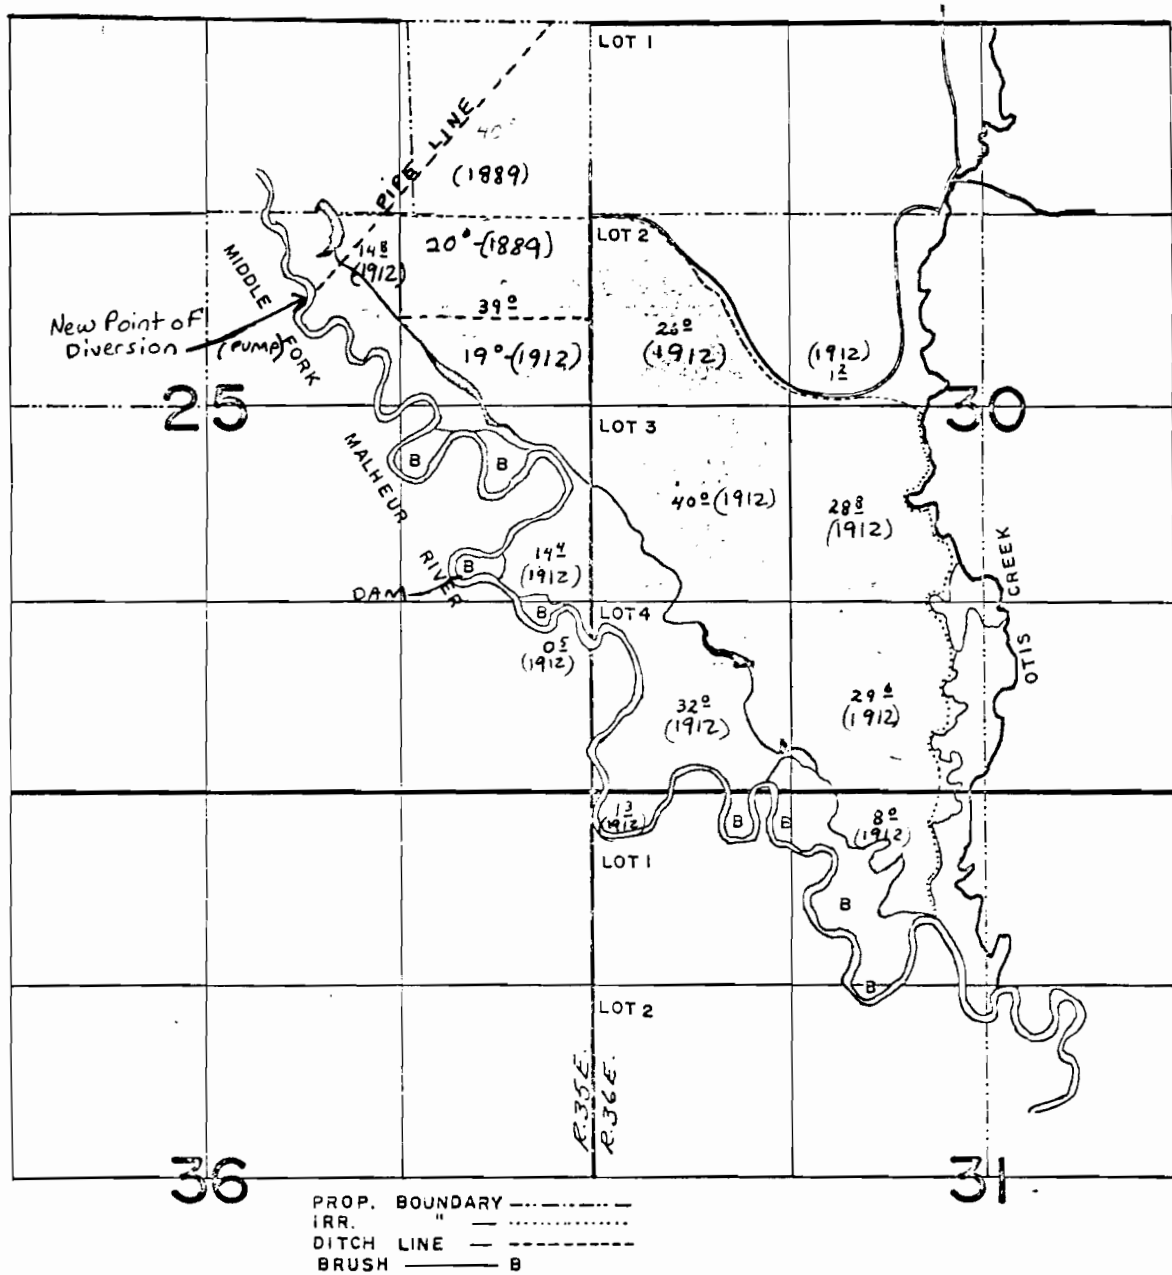 LOT 1
PIPE LINE
40°
(1889)
LOT 2
14 8
(1912)
20°-(1889)
MIDDLE FORK
39 0
New Point of
Diversion
(PUMP)
19°-(1912)
26 0
(1912)
(1912)
1 2
25
30
LOT 3
MALHEUR RIVER
B
B
40 0 (1912)
28 8
(1912)
14 4
(1912)
B
DAM
CREEK
OTIS
B
LOT 4
0 5
(1912)
32 0
(1912)
29 6
(1912)
1 3
(1912)
B
B
8 0
(1912)
LOT 1
B
B
LOT 2
R.35E.
R.36E.
36
31
PROP. BOUNDARY
IRR. "
DITCH LINE
BRUSH B